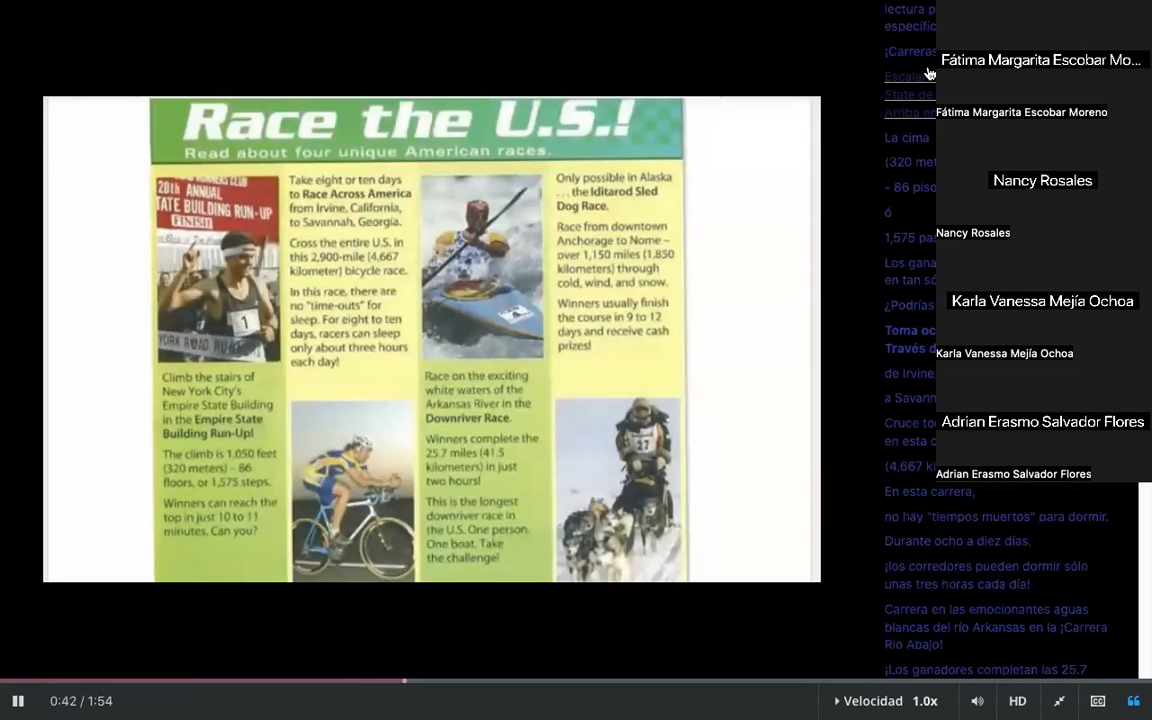 Race the U.S.!
Read about four unique American races.
20th ANNUAL
TATE BUILDING RUN-UP
FINISH
1
YORK ROAD RUN
Climb the stairs of
New York City's
Empire State Building
in the Empire State
Building Run-Up!
The climb is 1,050 feet
(320 meters) – 86
floors, or 1,575 steps.
Winners can reach the
top in just 10 to 11
minutes. Can you?
Take eight or ten days
to Race Across America
from Irvine, California,
to Savannah, Georgia.
Cross the entire U.S. in
this 2,900-mile (4,667
kilometer) bicycle race.
In this race, there are
no "time-outs" for
sleep. For eight to ten
days, racers can sleep
only about three hours
each day!
Race on the exciting
white waters of the
Arkansas River in the
Downriver Race.
Winners complete the
25.7 miles (41.5
kilometers) in just
two hours!
This is the longest
downriver race in
the U.S. One person.
One boat. Take
the challenge!
Only possible in Alaska
. . . the Iditarod Sled
Dog Race.
Race from downtown
Anchorage to Nome –
over 1,150 miles (1,850
kilometers) through
cold, wind, and snow.
Winners usually finish
the course in 9 to 12
days and receive cash
prizes!
27
lectura p
específic
¡Carreras
Escala
State de
Arriba en
La cima
(320 met
- 86 piso
ó
1,575 pas
Los gana
en tan só
¿Podrías
Toma oc
Través d
de Irvine
a Savann
Cruce to
en esta c
(4,667 ki
En esta carrera,
no hay "tiempos muertos" para dormir.
Durante ocho a diez días,
¡los corredores pueden dormir sólo
unas tres horas cada día!
Carrera en las emocionantes aguas
blancas del río Arkansas en la ¡Carrera
Rio Abajo!
¡Los ganadores completan las 25.7
Fátima Margarita Escobar Mo...
Fátima Margarita Escobar Moreno
Nancy Rosales
Nancy Rosales
Karla Vanessa Mejía Ochoa
Karla Vanessa Mejía Ochoa
Adrian Erasmo Salvador Flores
Adrian Erasmo Salvador Flores
0:42 / 1:54
Velocidad 1.0x
HD
CC